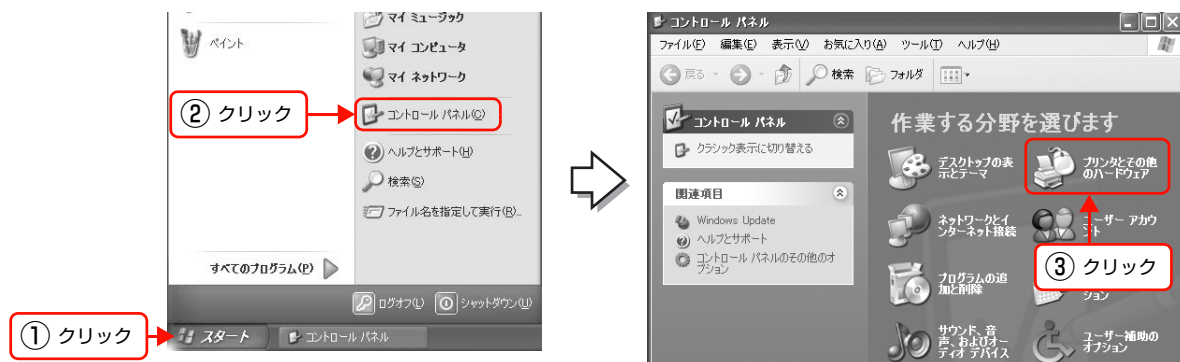 マイ ミュージック
ペイント
マイ コンピュータ
マイ ネットワーク
② クリック
コントロール パネル(C)
ヘルプとサポート(H)
検索(S)
ファイル名を指定して実行(R)...
すべてのプログラム(P)
ログオフ(L)
シャットダウン(U)
① クリック
スタート
コントロール パネル
コントロール パネル
ファイル(F) 編集(E) 表示(V) お気に入り(A) ツール(T) ヘルプ(H)
戻る 検索 フォルダ
コントロール パネル
クラシック表示に切り替える
関連項目
Windows Update
ヘルプとサポート
コントロール パネルのその他のオ
プション
作業する分野を選びます
デスクトップの表
示とテーマ
プリンタとその他
のハードウェア
ネットワークとイ
ンターネット接続
ユーザー アカウ
ント
③ クリック
プログラムの追
加と削除
ション
サウンド、音
声、およびオー
ディオ デバイス
ユーザー補助の
オプション